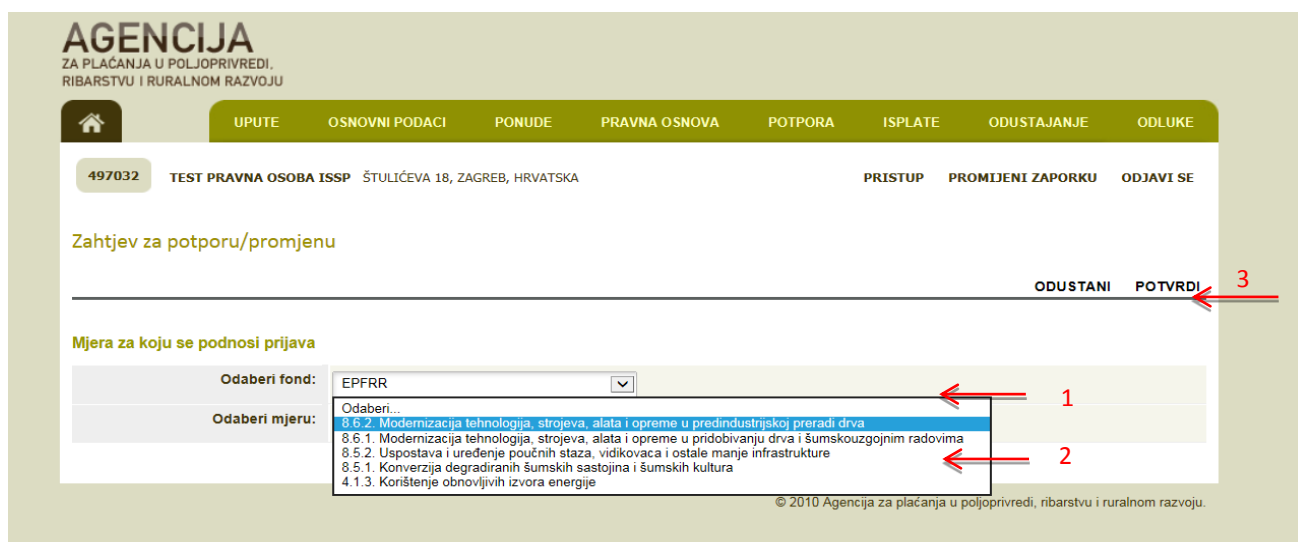 AGENCIJA
ZA PLAĆANJA U POLJOPRIVREDI,
RIBARSTVU I RURALNOM RAZVOJU
UPUTE OSNOVNI PODACI PONUDE PRAVNA OSNOVA POTPORA ISPLATE ODUSTAJANJE ODLUKE
497032 TEST PRAVNA OSOBA ISSP ŠTULIĆEVA 18, ZAGREB, HRVATSKA PRISTUP PROMIJENI ZAPORKU ODJAVI SE
Zahtjev za potporu/promjenu
ODUSTANI POTVRDI 3
Mjera za koju se podnosi prijava
Odaberi fond: EPFRR 1
Odaberi mjeru: Odaberi...
8.6.2. Modernizacija tehnologija, strojeva, alata i opreme u predindustrijskoj preradi drva
8.6.1. Modernizacija tehnologija, strojeva, alata i opreme u pridobivanju drva i šumskouzgojnim radovima
8.5.2. Uspostava i uređenje poučnih staza, vidikovaca i ostale manje infrastrukture 2
8.5.1. Konverzija degradiranih šumskih sastojina i šumskih kultura
4.1.3. Korištenje obnovljivih izvora energije
© 2010 Agencija za plaćanja u poljoprivredi, ribarstvu i ruralnom razvoju.